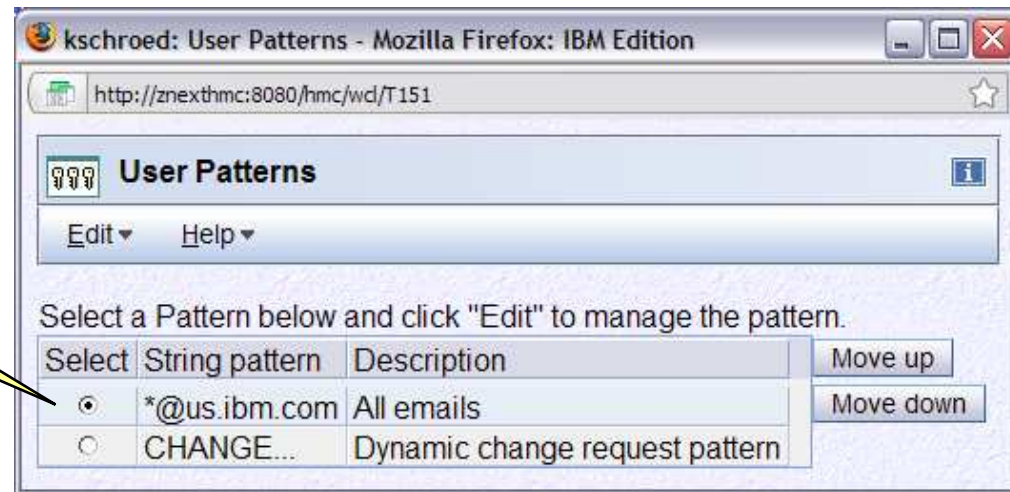 kschroed: User Patterns - Mozilla Firefox: IBM Edition
http://znexthmc:8080/hmc/wcl/T151
User Patterns
i
Edit Help
Select a Pattern below and click "Edit" to manage the pattern.
Select String pattern Description Move up
*@us.ibm.com All emails Move down
CHANGE... Dynamic change request pattern